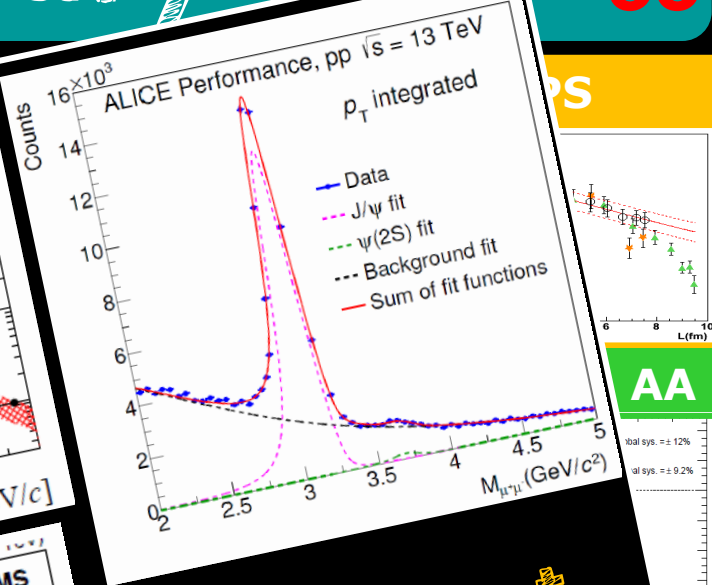 16×10³
ALICE Performance, pp √s = 13 TeV
p_T integrated
Counts
Data
J/ψ fit
ψ(2S) fit
Background fit
Sum of fit functions
14
12
10
8
6
4
2
0
2
2.5
3
3.5
4
4.5
5
M_μ⁺μ⁻ (GeV/c²)
PS
6
8
10
L(fm)
AA
bal sys. = ± 12%
al sys. = ± 9.2%
V/c]
MS